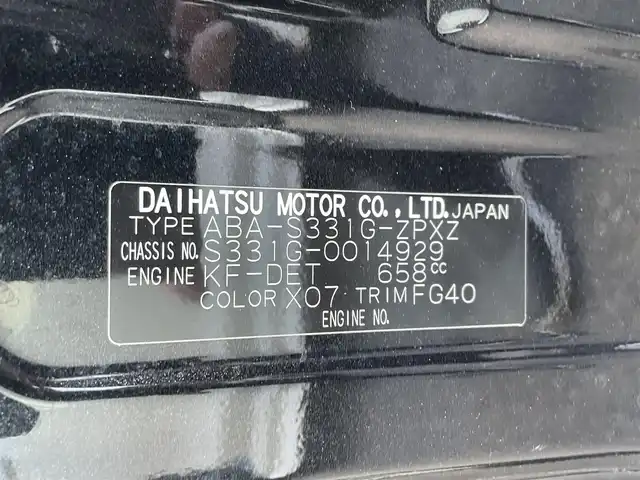 DAIHATSU MOTOR CO., LTD. JAPAN
TYPE ABA-S331G-ZPXZ
CHASSIS NO. S331G-0014929
ENGINE KF-DET 658cc
COLOR X07 TRIM FG40
ENGINE NO.